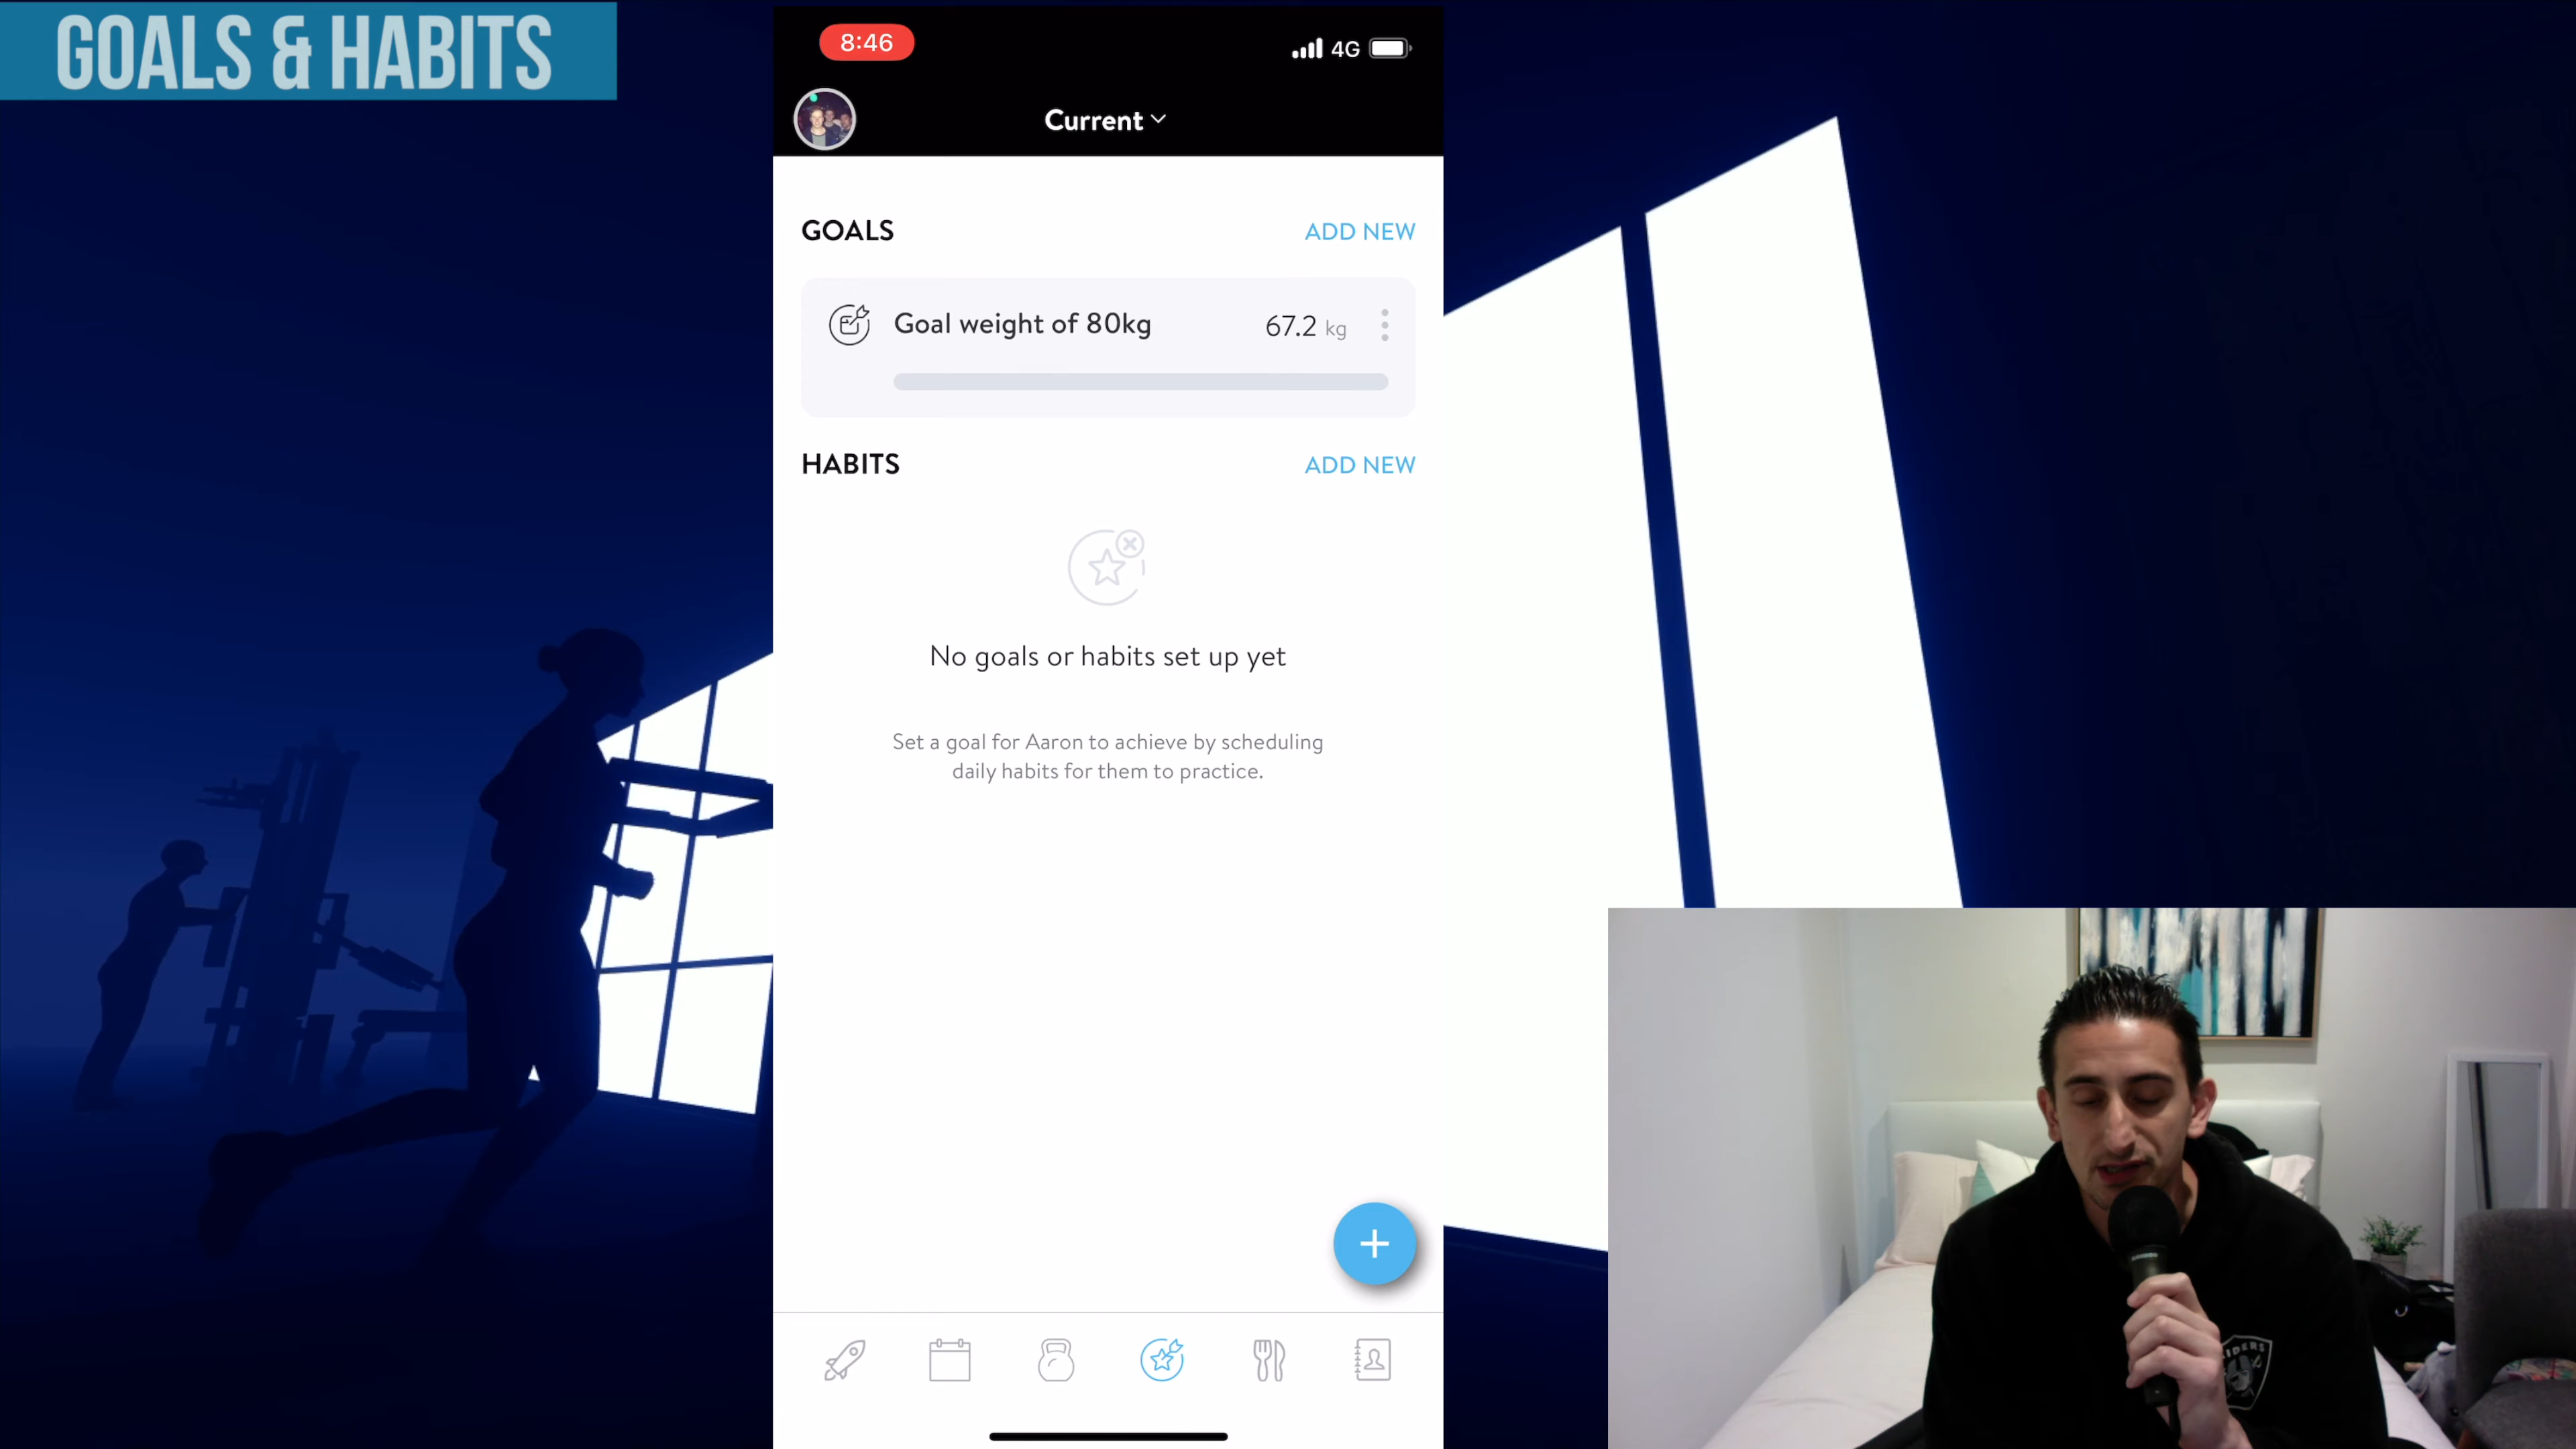 GOALS & HABITS
8:46
4G
Current
GOALS
ADD NEW
Goal weight of 80kg
67.2 kg
HABITS
ADD NEW
No goals or habits set up yet
Set a goal for Aaron to achieve by scheduling
daily habits for them to practice.